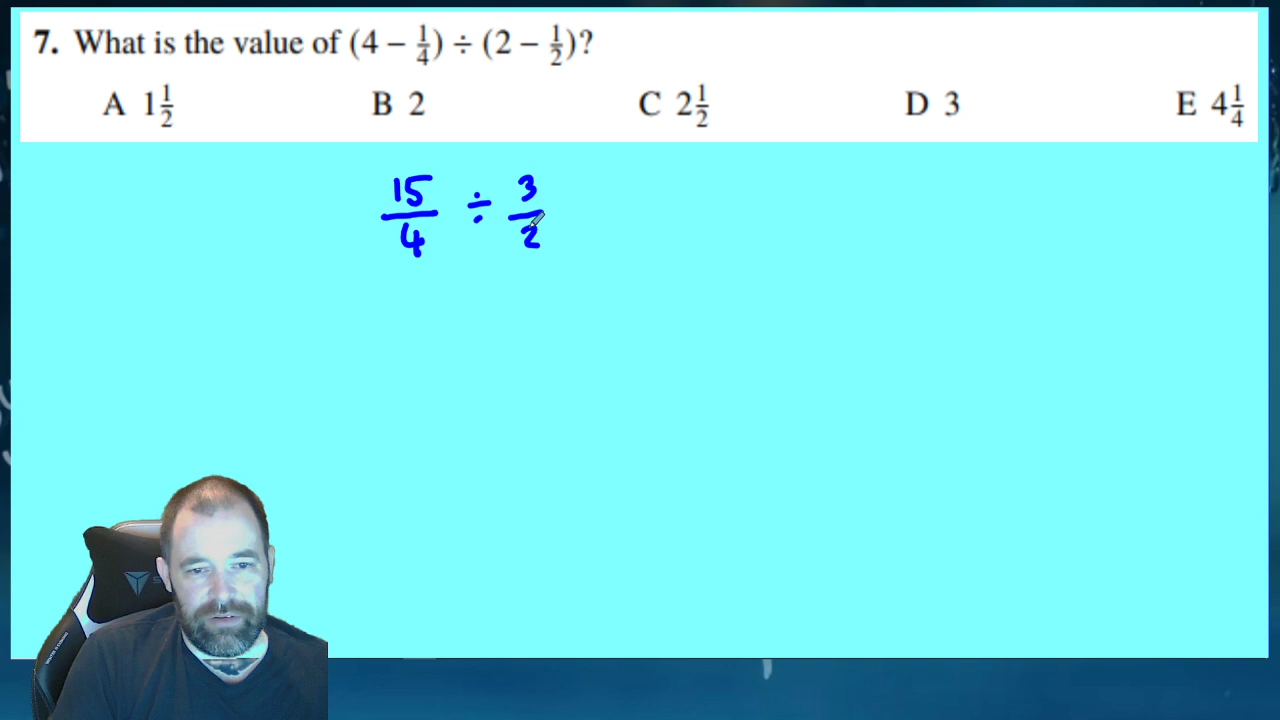 7. What is the value of (4 − 1/4) ÷ (2 − 1/2)?
A 1 1/2 B 2 C 2 1/2 D 3 E 4 1/4
15/4 ÷ 3/2